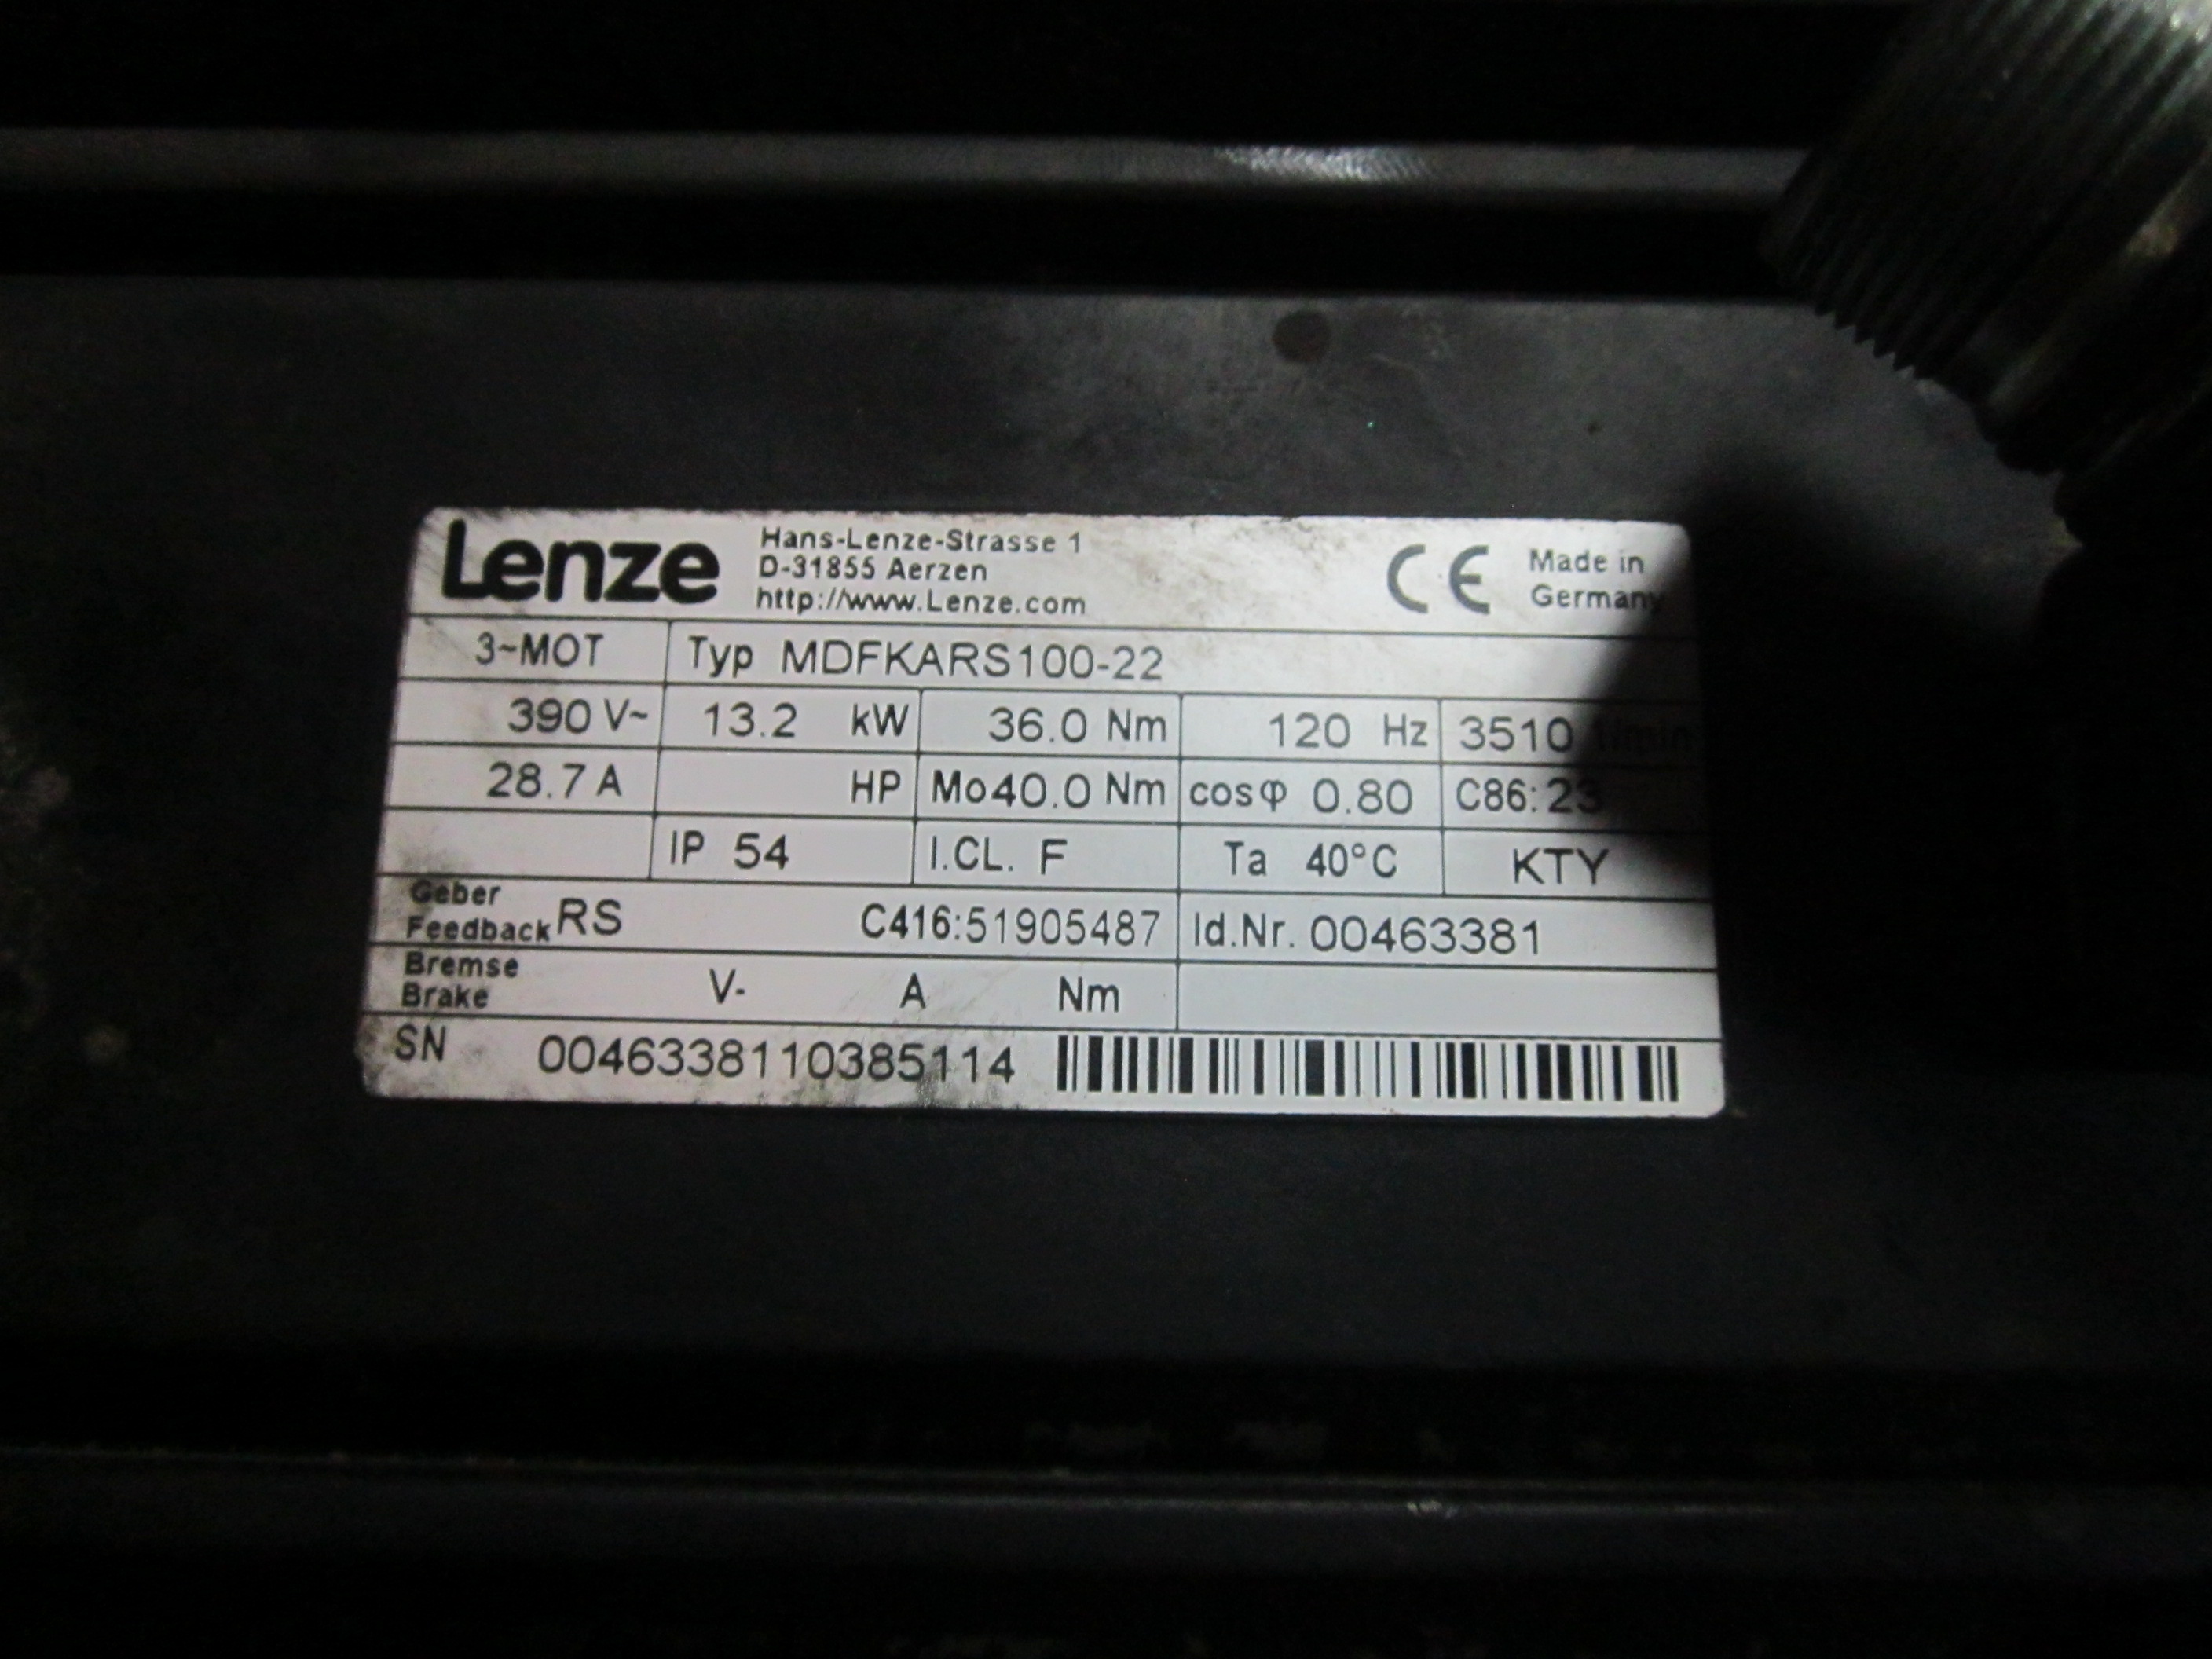 Lenze
Hans-Lenze-Strasse 1
D-31855 Aerzen
http://www.Lenze.com
CE
Made in
Germany
3~MOT Typ MDFKARS100-22
390 V~ 13.2 kW 36.0 Nm 120 Hz 3510
28.7 A HP Mo40.0 Nm cosφ 0.80 C86:23
IP 54 I.CL. F Ta 40°C KTY
Geber
Feedback RS C416:51905487 Id.Nr. 00463381
Bremse
Brake V- A Nm
SN 0046338110385114